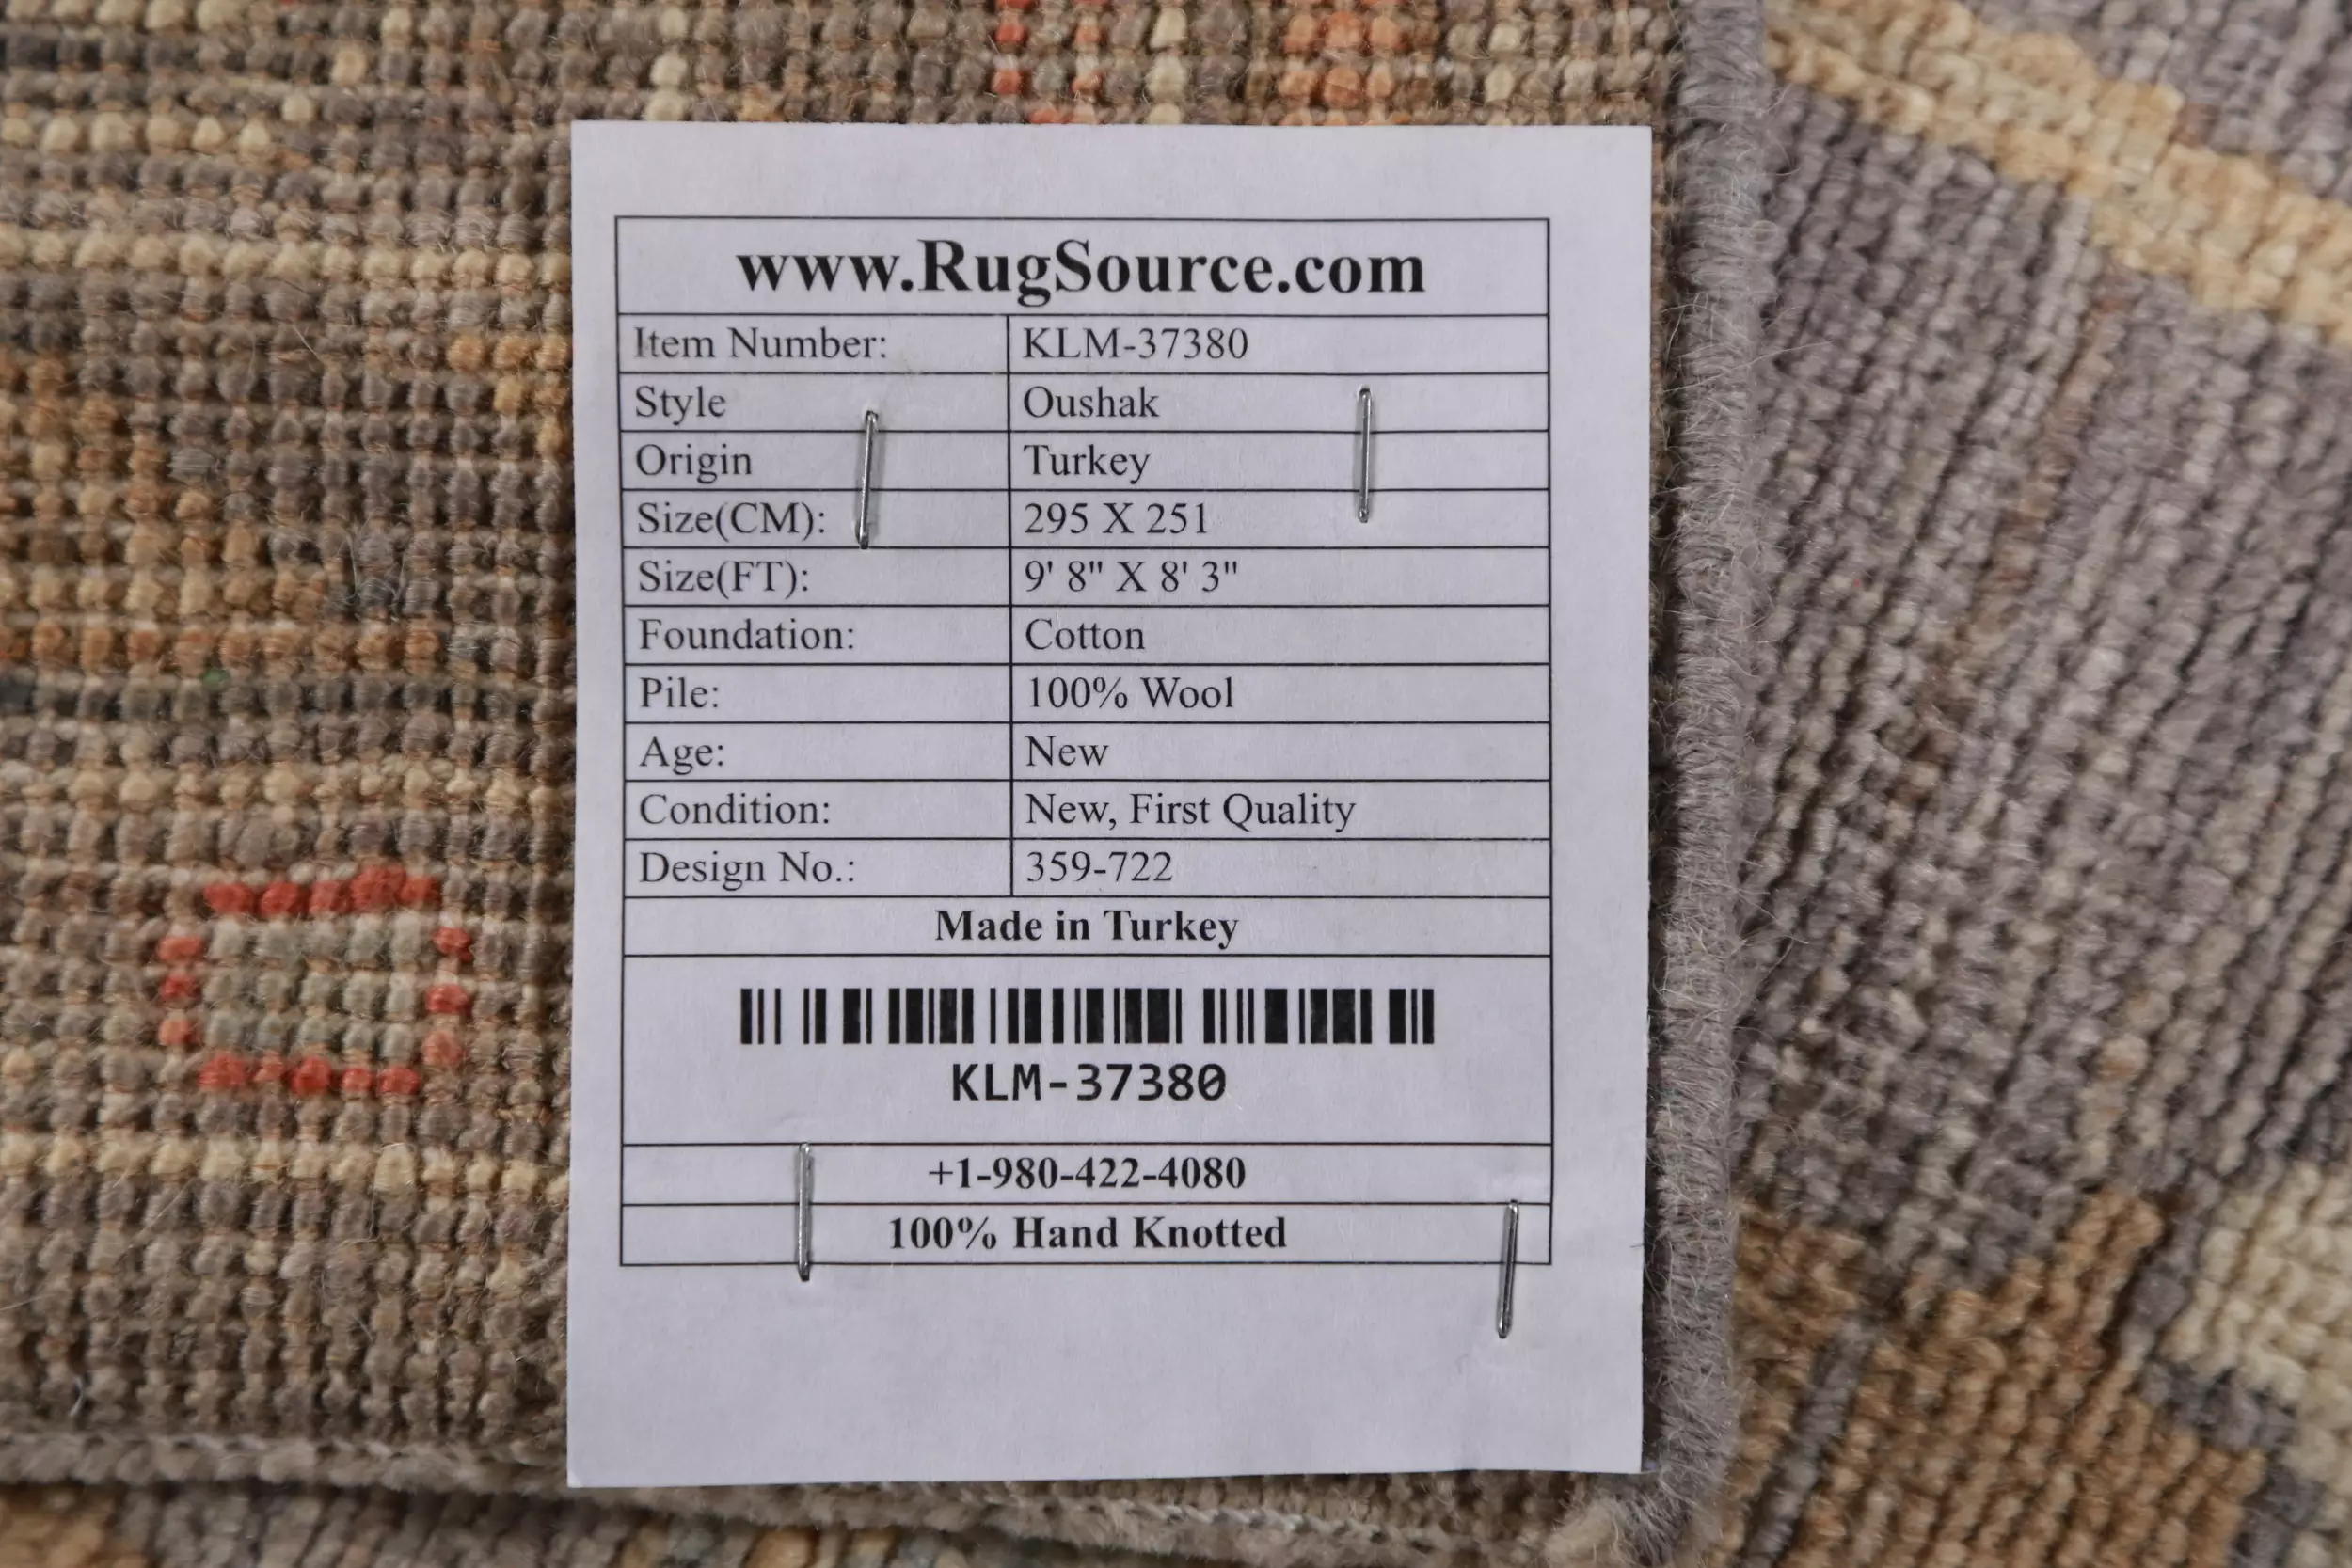 www.RugSource.com
Item Number: KLM-37380
Style Oushak
Origin Turkey
Size(CM): 295 X 251
Size(FT): 9' 8" X 8' 3"
Foundation: Cotton
Pile: 100% Wool
Age: New
Condition: New, First Quality
Design No.: 359-722
Made in Turkey
KLM-37380
+1-980-422-4080
100% Hand Knotted